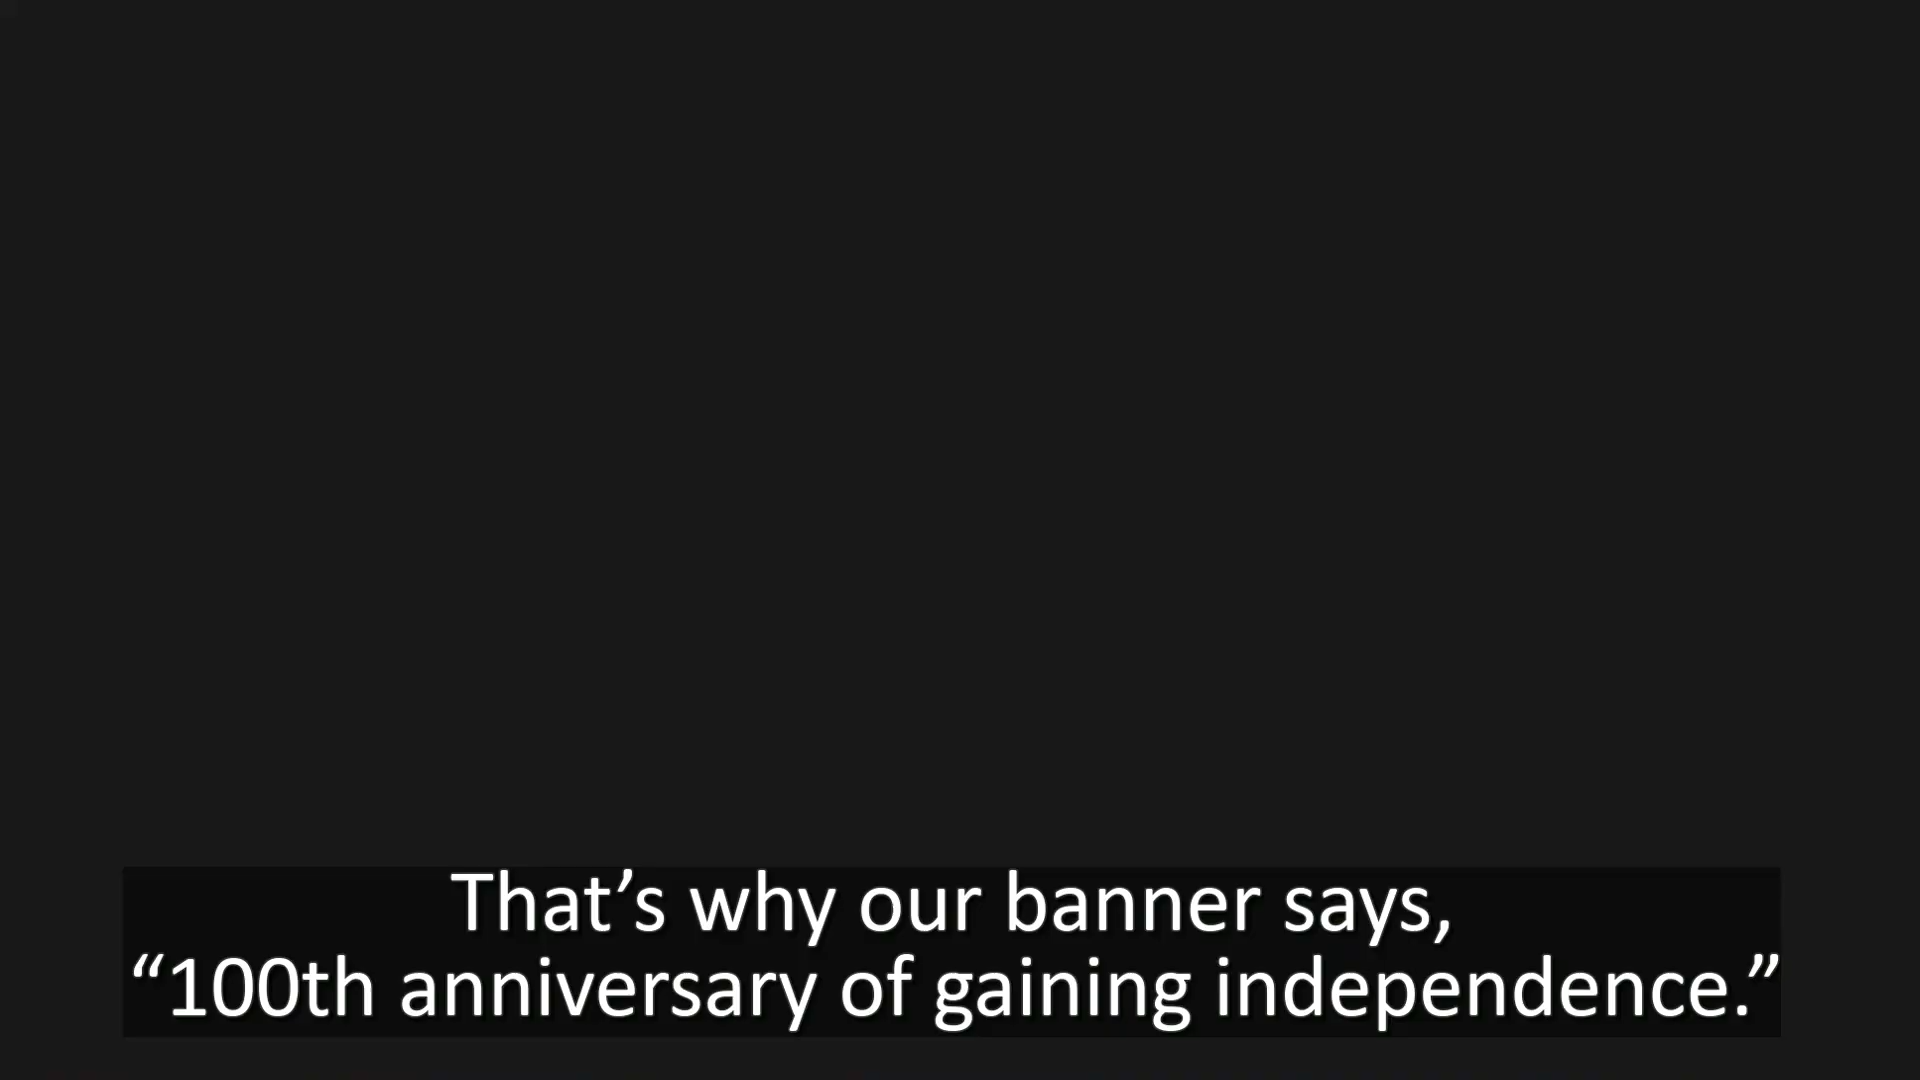 That’s why our banner says,
“100th anniversary of gaining independence.”